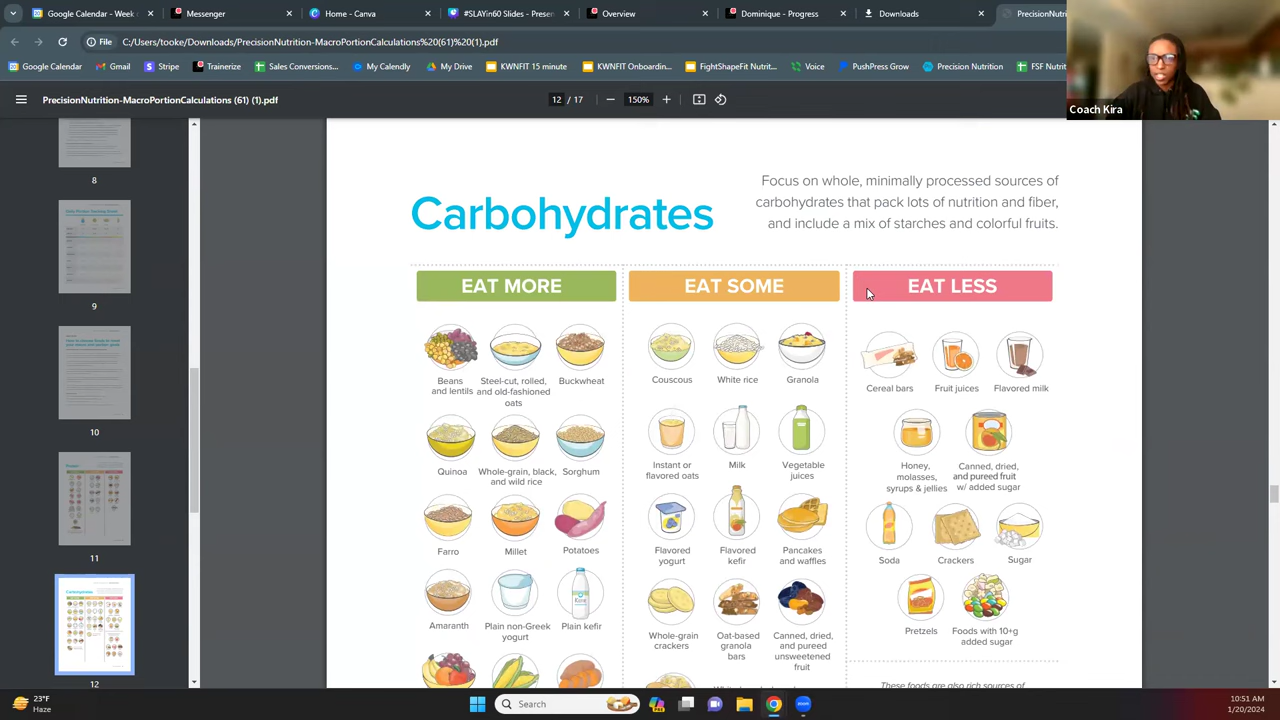 Google Calendar - Week
Messenger
Home - Canva
#SLAYin60 Slides - Presen
Overview
Dominique - Progress
Downloads
PrecisionNutrition
File
C:/Users/tooke/Downloads/PrecisionNutrition-MacroPortionCalculations%20(61)%20(1).pdf
Google Calendar
Gmail
Stripe
Trainerize
Sales Conversions...
My Calendly
My Drive
KWNFIT 15 minute
KWNFIT Onboardin...
FightShapeFit Nutrit...
Voice
PushPress Grow
Precision Nutrition
FSF Nutr
PrecisionNutrition-MacroPortionCalculations (61) (1).pdf
12 / 17
150%
Coach Kira
8
9
10
11
12
Carbohydrates
Focus on whole, minimally processed sources of
carbohydrates that pack lots of nutrition and fiber,
and include a mix of starches and colorful fruits.
EAT MORE
Beans
and lentils
Steel-cut, rolled,
and old-fashioned
oats
Buckwheat
Quinoa
Whole-grain, black,
and wild rice
Sorghum
Farro
Millet
Potatoes
Amaranth
Plain non-Greek
yogurt
Plain kefir
EAT SOME
Couscous
White rice
Granola
Instant or
flavored oats
Milk
Vegetable
juices
Flavored
yogurt
Flavored
kefir
Pancakes
and waffles
Whole-grain
crackers
Oat-based
granola
bars
Canned, dried,
and pureed
unsweetened
fruit
EAT LESS
Cereal bars
Fruit juices
Flavored milk
Honey,
molasses,
syrups & jellies
Canned, dried,
and pureed fruit
w/ added sugar
Soda
Crackers
Sugar
Pretzels
Foods with 10+g
added sugar
These foods are also rich sources of
23°F
Haze
Search
10:51 AM
1/20/2024